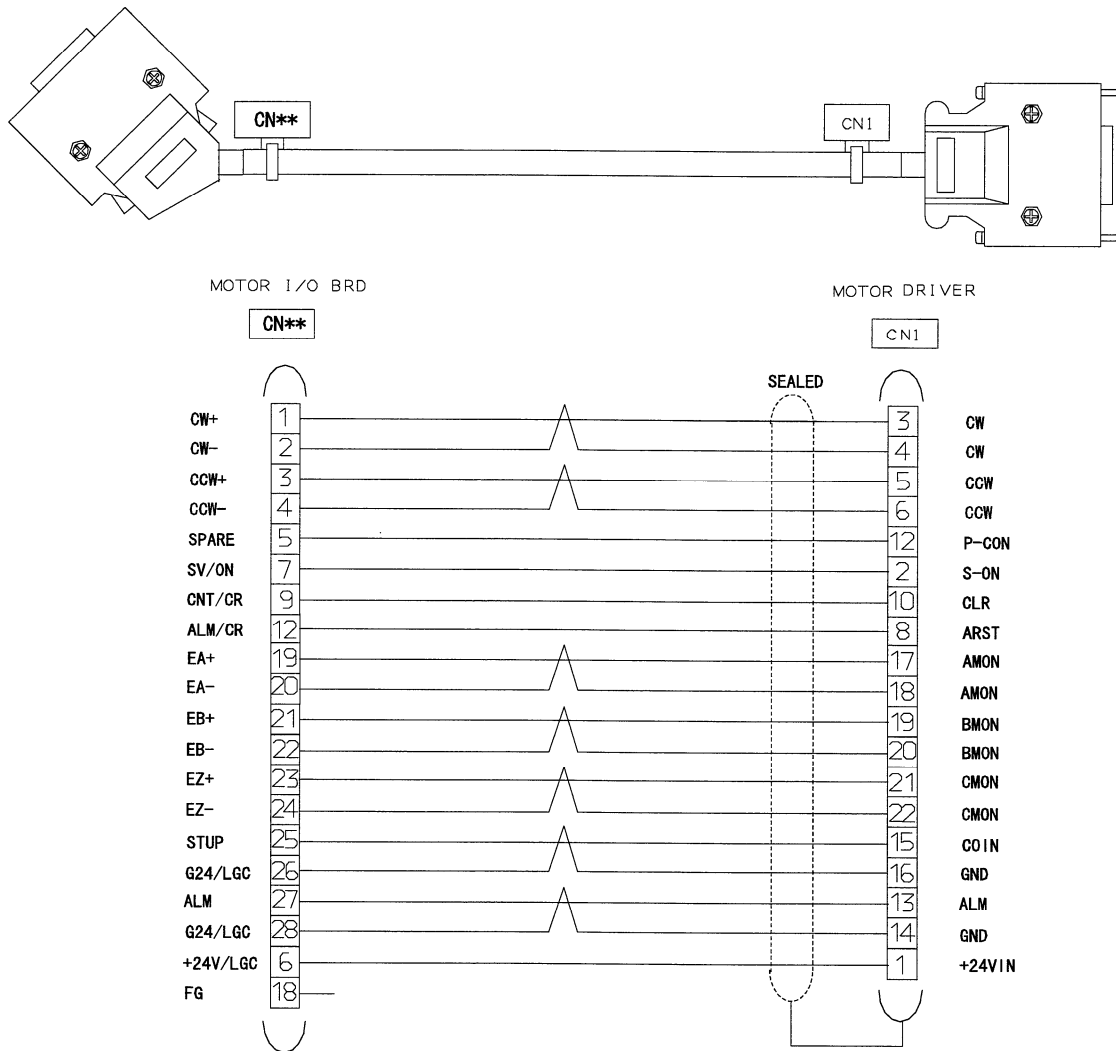 CN**
CN1
MOTOR I/O BRD
MOTOR DRIVER
CN**
CN1
SEALED
CW+ 1 3 CW
CW- 2 4 CW
CCW+ 3 5 CCW
CCW- 4 6 CCW
SPARE 5 12 P-CON
SV/ON 7 2 S-ON
CNT/CR 9 10 CLR
ALM/CR 12 8 ARST
EA+ 19 17 AMON
EA- 20 18 AMON
EB+ 21 19 BMON
EB- 22 20 BMON
EZ+ 23 21 CMON
EZ- 24 22 CMON
STUP 25 15 COIN
G24/LGC 26 16 GND
ALM 27 13 ALM
G24/LGC 28 14 GND
+24V/LGC 6 1 +24VIN
FG 18